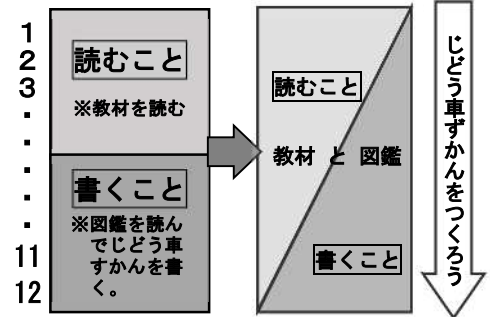 1
2
3
・
・
・
・
・
11
12
読むこと
※教材を読む
書くこと
※図鑑を読ん
でじどう車
すかんを書
く。
読むこと
教材 と 図鑑
書くこと
じどう車ずかんをつくろう